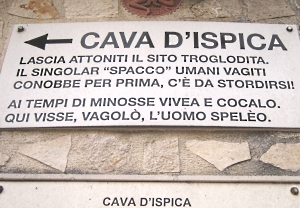 CAVA D'ISPICA
LASCIA ATTONITI IL SITO TROGLODITA.
IL SINGOLAR "SPACCO" UMANI VAGITI
CONOBBE PER PRIMA, C'È DA STORDIRSI!
AI TEMPI DI MINOSSE VIVEA E COCALO.
QUI VISSE, VAGOLÒ, L'UOMO SPELÈO.
CAVA D'ISPICA